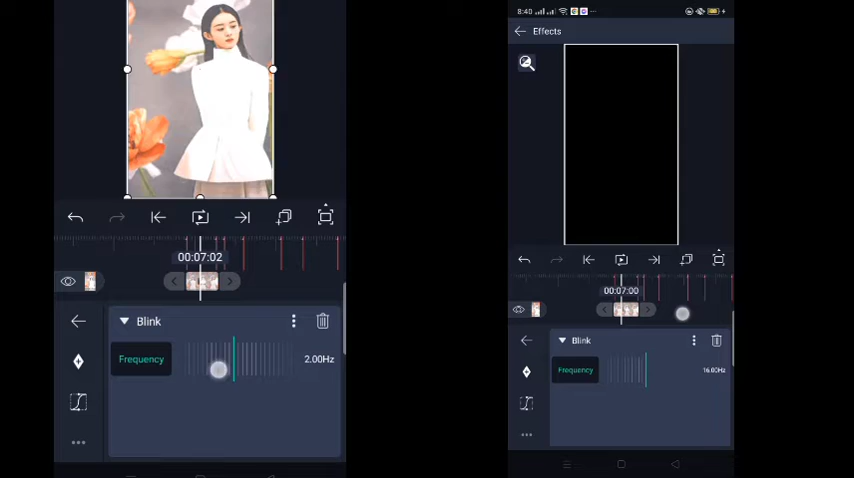 00:07:02
Blink
Frequency
2.00Hz
8:40
Effects
00:07:00
Blink
Frequency
16.00Hz